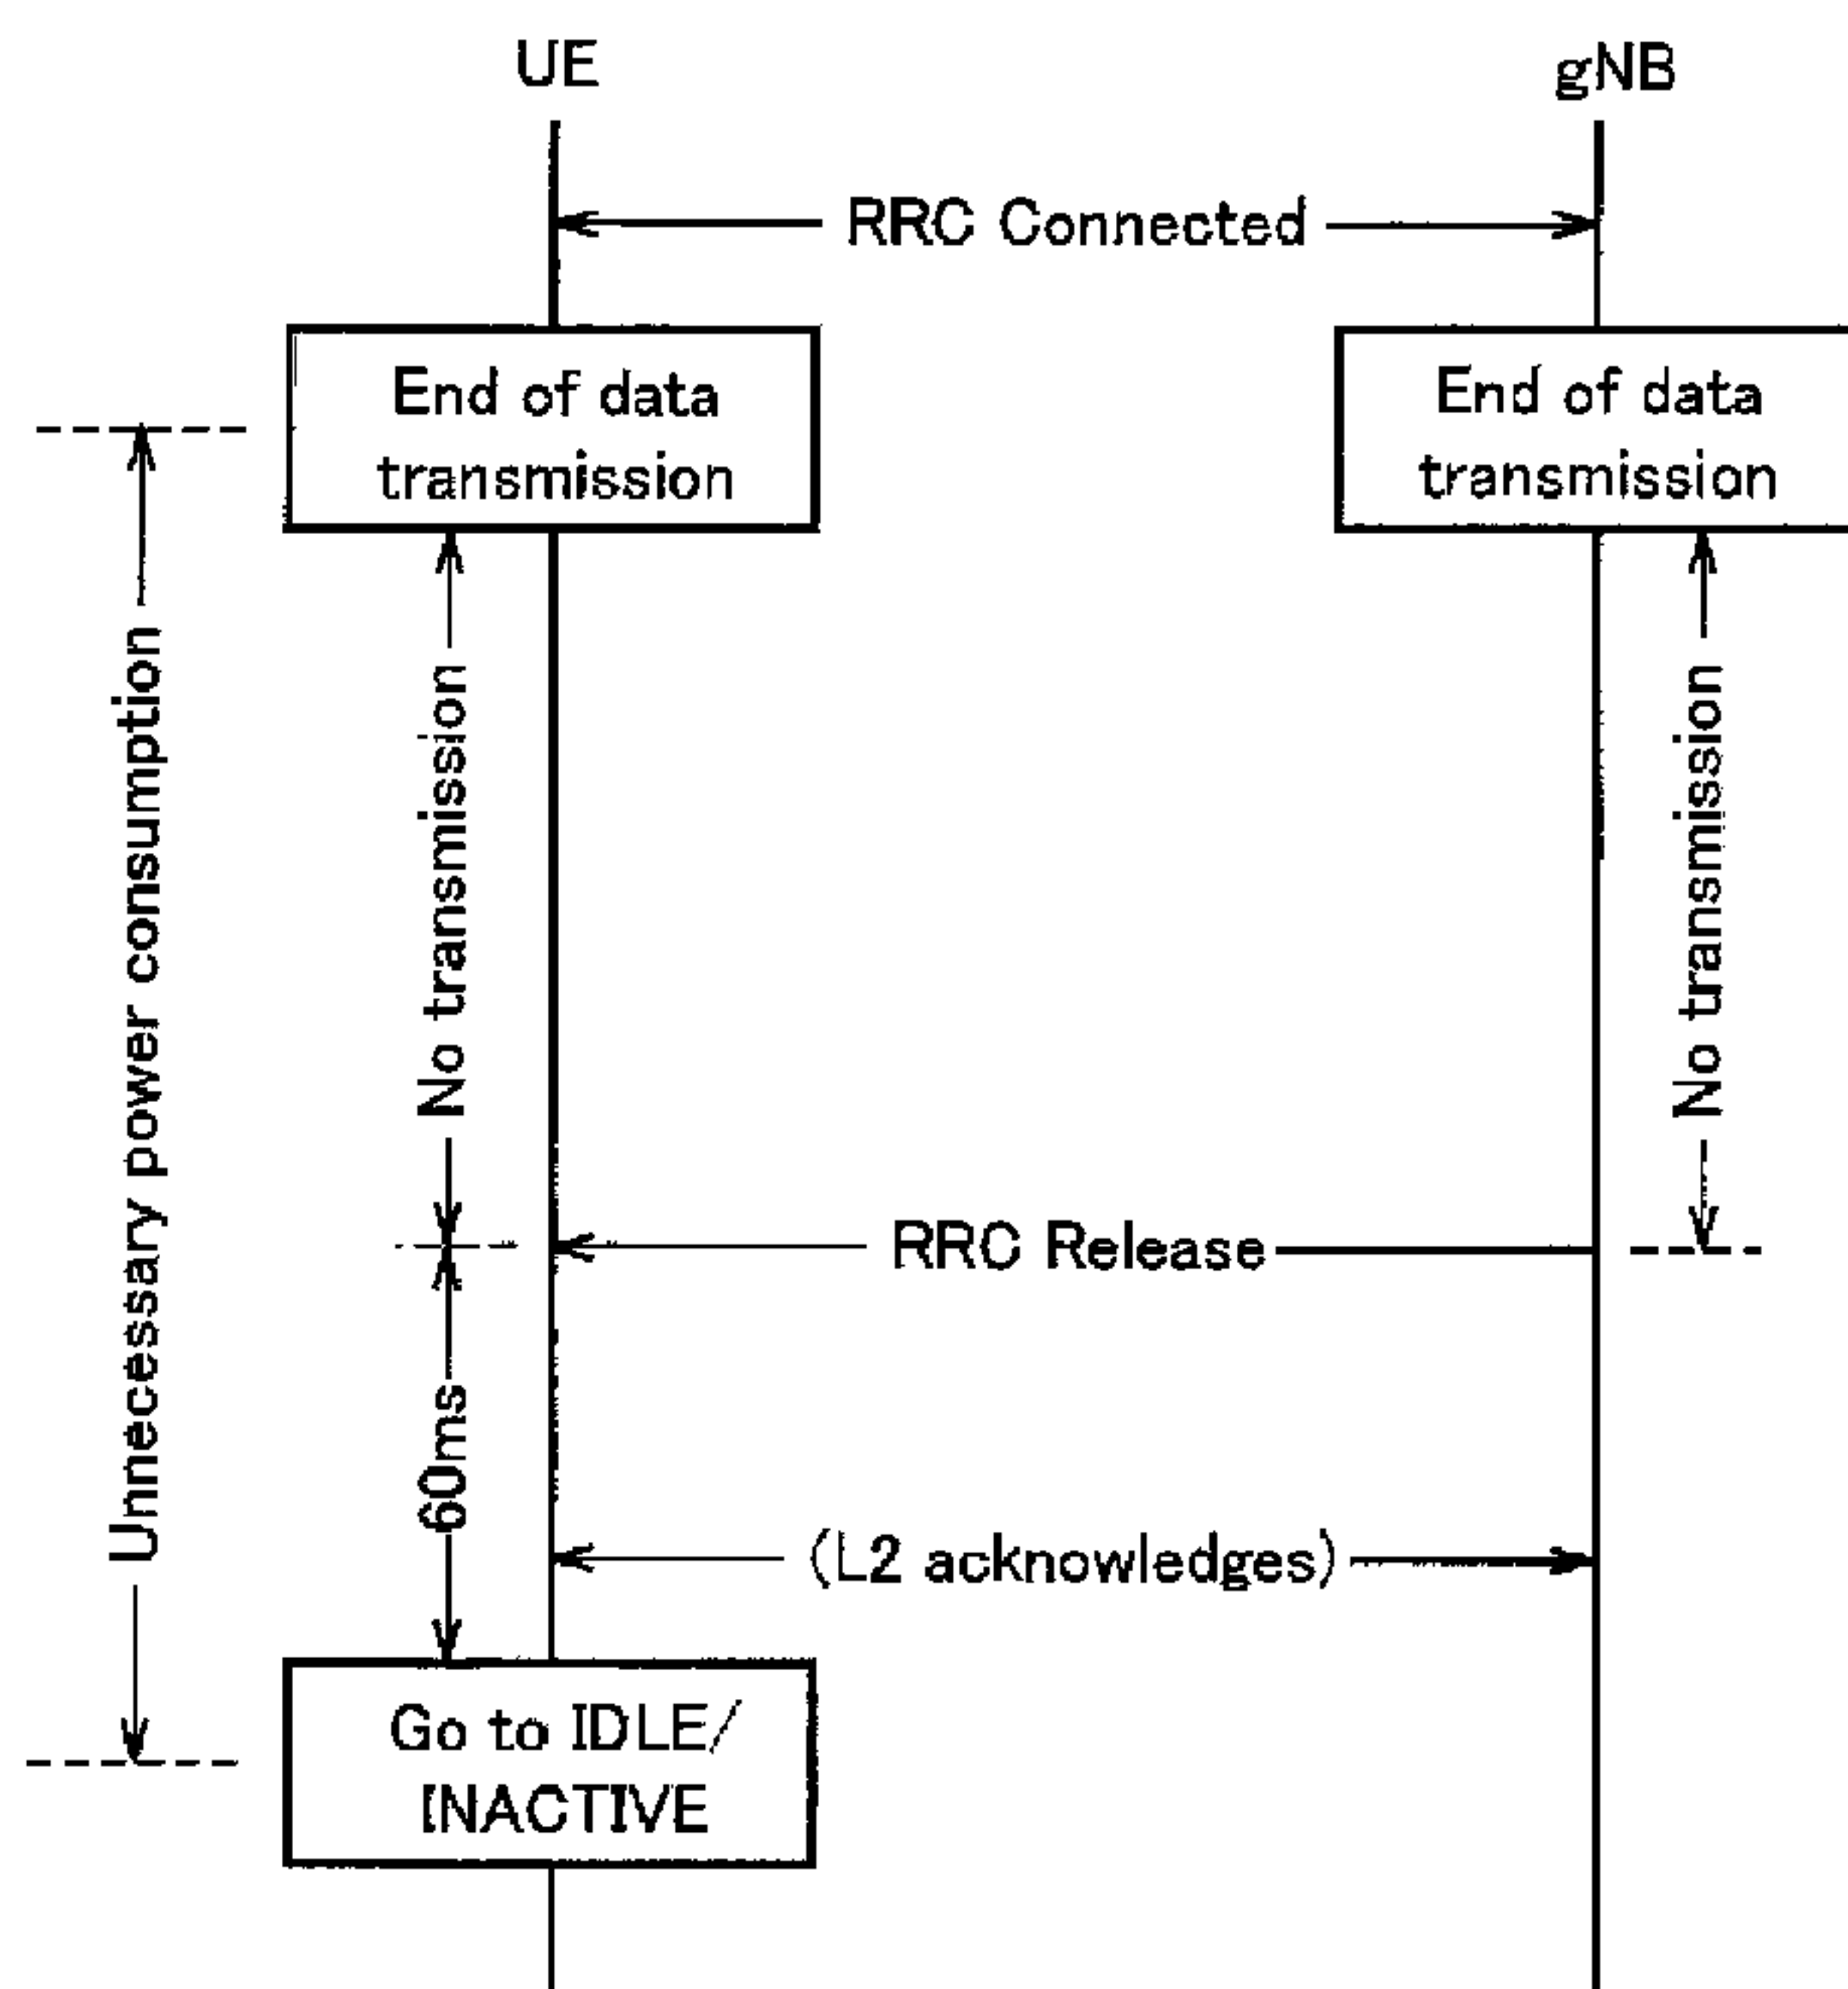 UE
gNB
RRC Connected
End of data
transmission
End of data
transmission
Unnecessary power consumption
No transmission
No transmission
RRC Release
60ms
(L2 acknowledges)
Go to IDLE/
INACTIVE